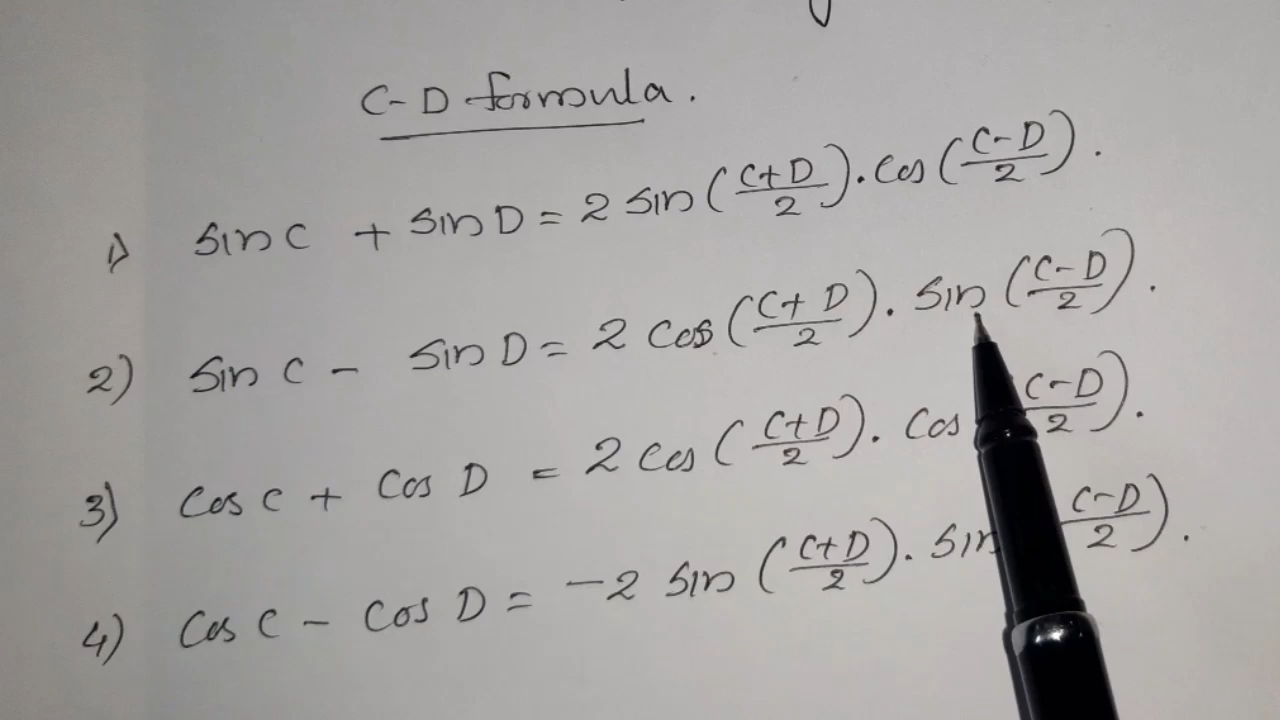 C-D formula.
1) sin C + sin D = 2 sin (C+D/2) . cos (C-D/2) .
2) sin C - sin D = 2 cos (C+D/2) . sin (C-D/2) .
3) cos C + cos D = 2 cos (C+D/2) . cos C-D/2) .
4) cos C - cos D = -2 sin (C+D/2) . sin C-D/2) .